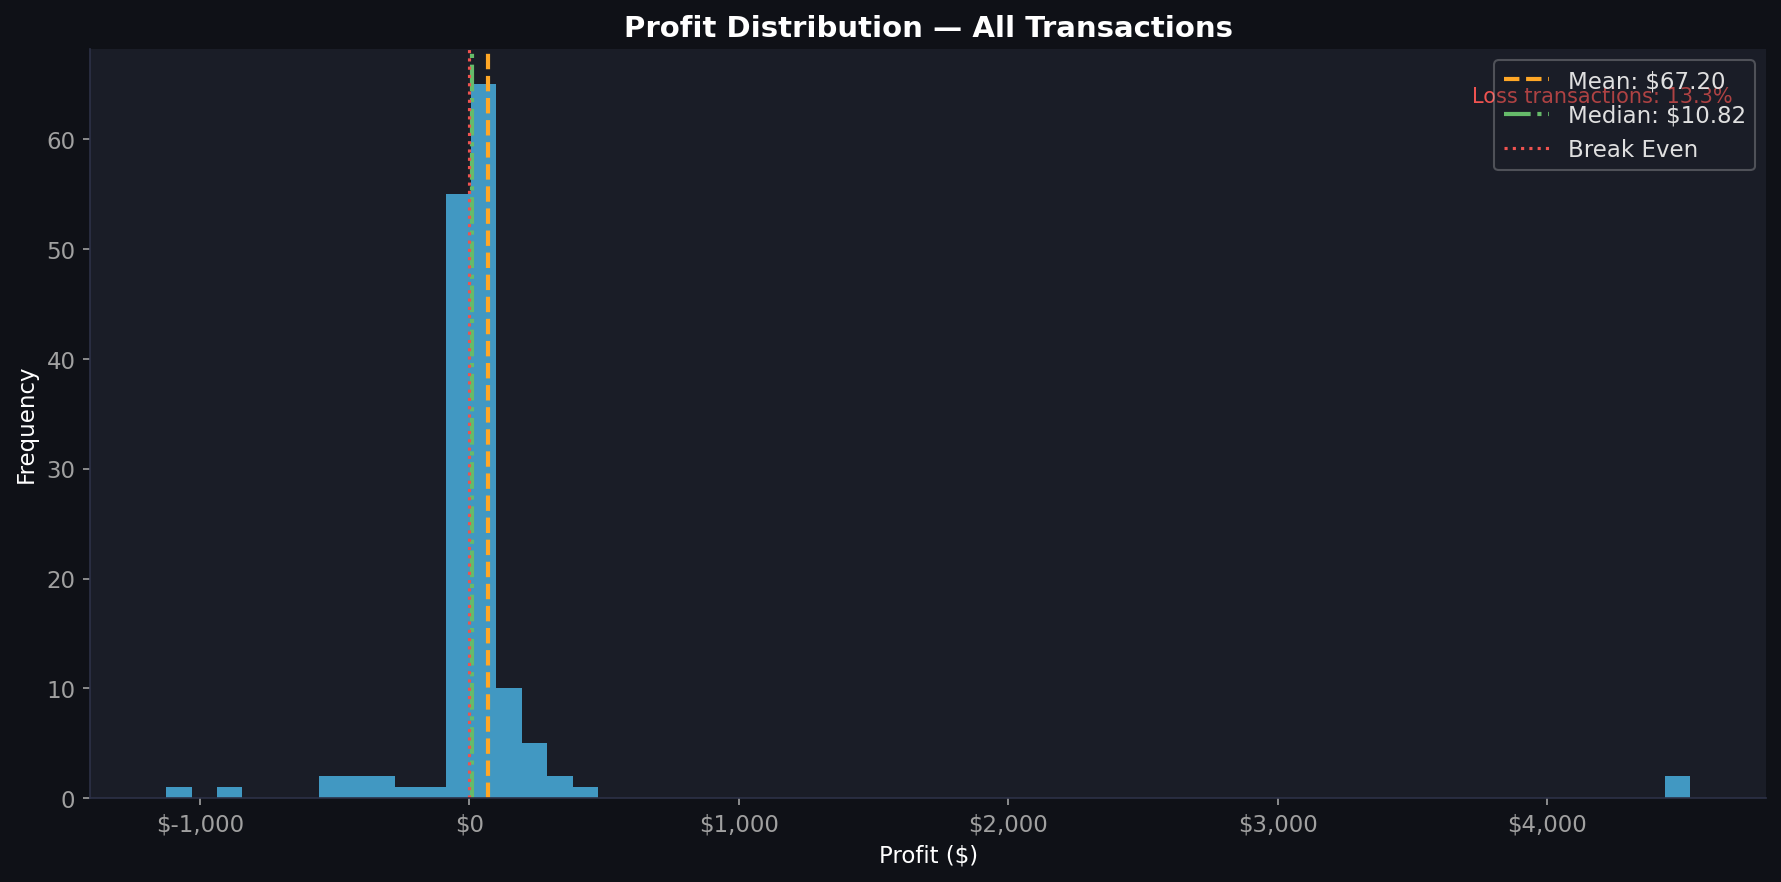 Profit Distribution — All Transactions
Mean: $67.20
Loss transactions: 13.3%
Median: $10.82
Break Even
Frequency
60
50
40
30
20
10
0
$-1,000
$0
$1,000
$2,000
$3,000
$4,000
Profit ($)